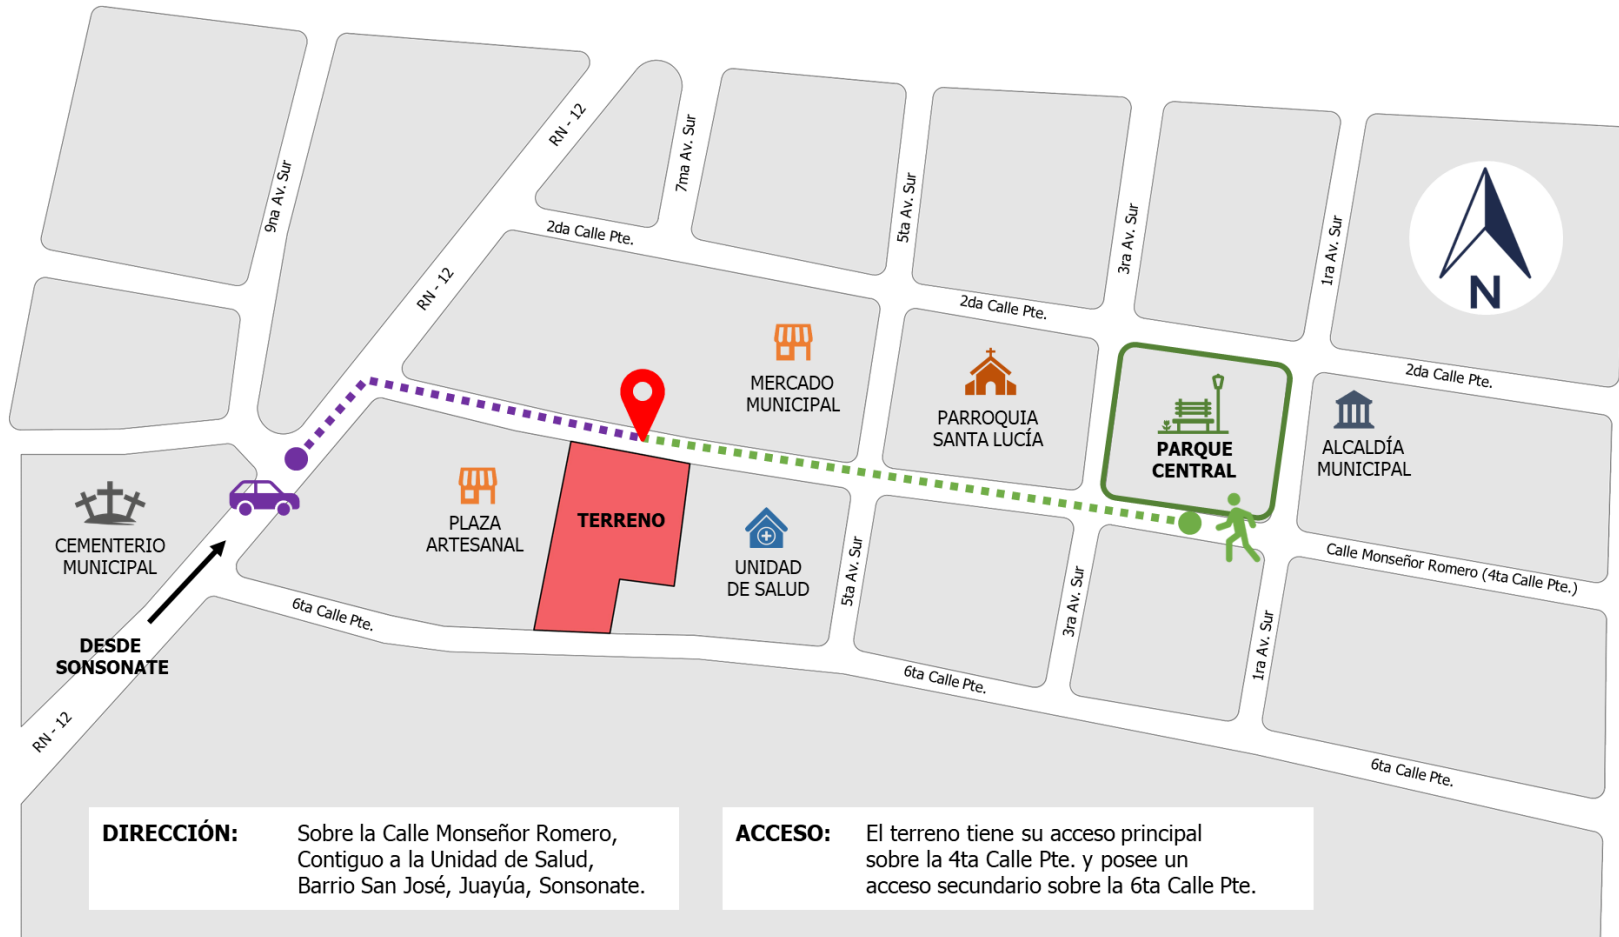 RN - 12
7ma Av. Sur
9na Av. Sur
5ta Av. Sur
3ra Av. Sur
1ra Av. Sur
2da Calle Pte.
RN - 12
2da Calle Pte.
2da Calle Pte.
N
MERCADO
MUNICIPAL
PARROQUIA
SANTA LUCÍA
PARQUE
CENTRAL
ALCALDÍA
MUNICIPAL
CEMENTERIO
MUNICIPAL
PLAZA
ARTESANAL
TERRENO
UNIDAD
DE SALUD
5ta Av. Sur
3ra Av. Sur
1ra Av. Sur
Calle Monseñor Romero (4ta Calle Pte.)
6ta Calle Pte.
DESDE
SONSONATE
6ta Calle Pte.
RN - 12
6ta Calle Pte.
DIRECCIÓN:
Sobre la Calle Monseñor Romero,
Contiguo a la Unidad de Salud,
Barrio San José, Juayúa, Sonsonate.
ACCESO:
El terreno tiene su acceso principal
sobre la 4ta Calle Pte. y posee un
acceso secundario sobre la 6ta Calle Pte.